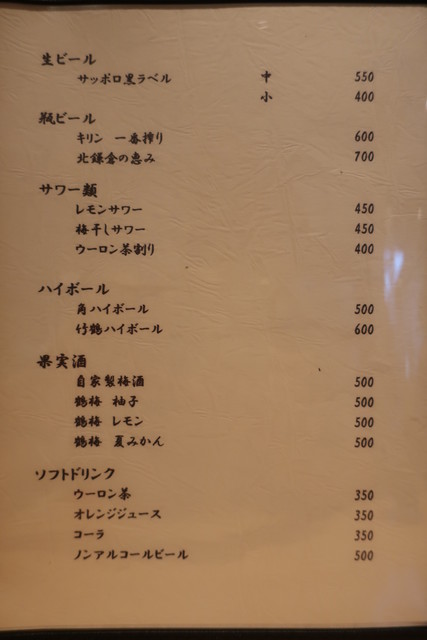 生ビール
サッポロ黒ラベル 中 550
小 400
瓶ビール
キリン 一番搾り 600
北鎌倉の恵み 700
サワー類
レモンサワー 450
梅干しサワー 450
ウーロン茶割り 400
ハイボール
角ハイボール 500
竹鶴ハイボール 600
果実酒
自家製梅酒 500
鶴梅 柚子 500
鶴梅 レモン 500
鶴梅 夏みかん 500
ソフトドリンク
ウーロン茶 350
オレンジジュース 350
コーラ 350
ノンアルコールビール 500